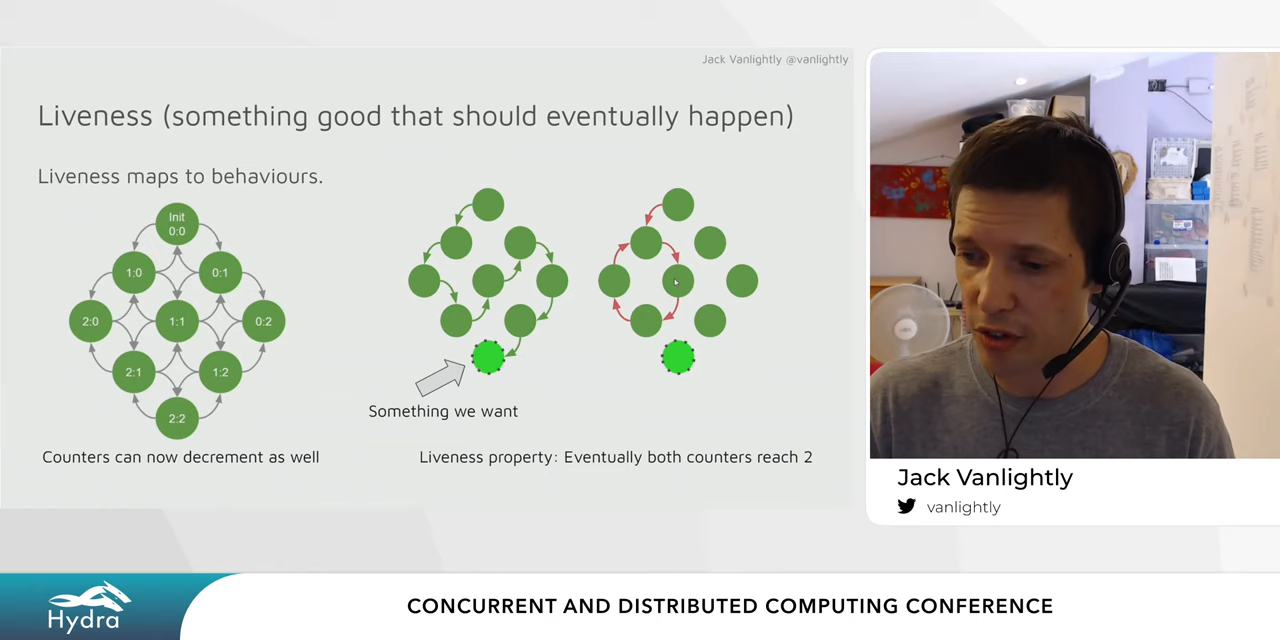 Jack Vanlightly @vanlightly
Liveness (something good that should eventually happen)
Liveness maps to behaviours.
Init
0:0
1:0
0:1
2:0
1:1
0:2
2:1
1:2
2:2
Something we want
Counters can now decrement as well
Liveness property: Eventually both counters reach 2
Jack Vanlightly
vanlightly
Hydra
CONCURRENT AND DISTRIBUTED COMPUTING CONFERENCE